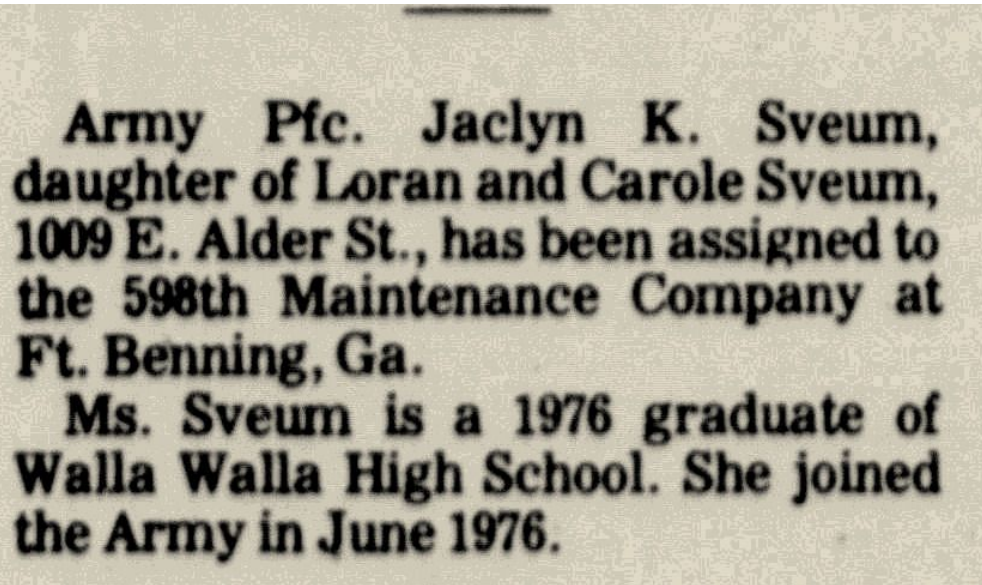 Army Pfc. Jaclyn K. Sveum,
daughter of Loran and Carole Sveum,
1009 E. Alder St., has been assigned to
the 598th Maintenance Company at
Ft. Benning, Ga.
Ms. Sveum is a 1976 graduate of
Walla Walla High School. She joined
the Army in June 1976.